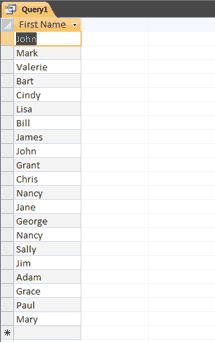 Query1
First Name
John
Mark
Valerie
Bart
Cindy
Lisa
Bill
James
John
Grant
Chris
Nancy
Jane
George
Nancy
Sally
Jim
Adam
Grace
Paul
Mary